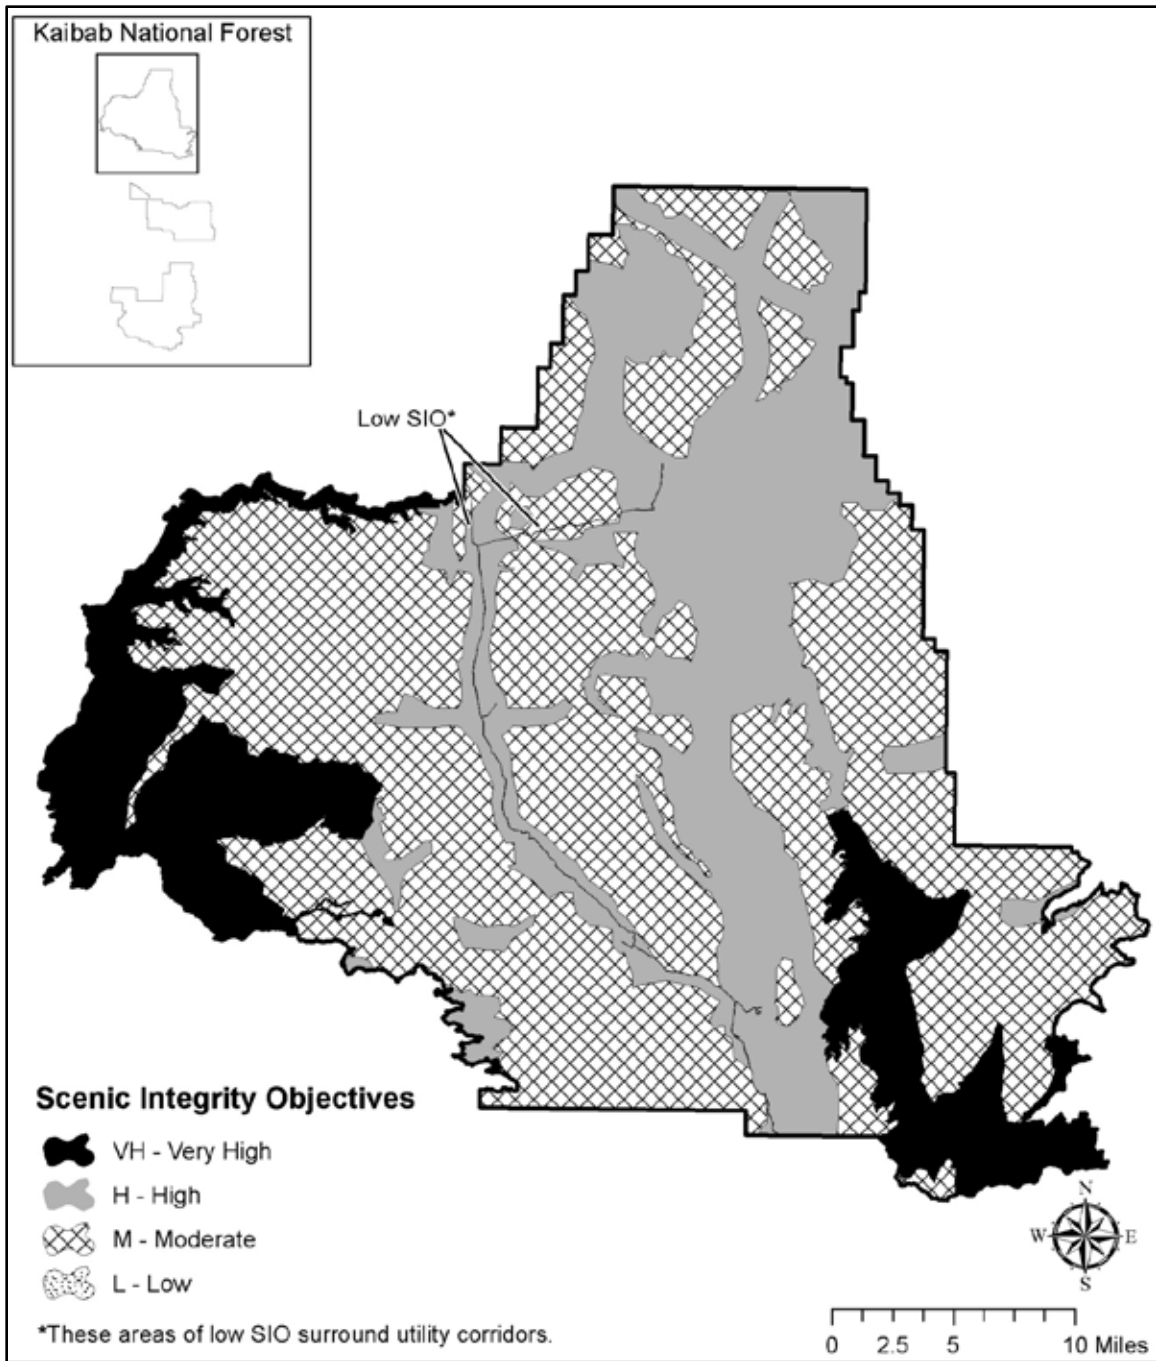 Kaibab National Forest
Low SIO*
Scenic Integrity Objectives
VH - Very High
H - High
M - Moderate
L - Low
*These areas of low SIO surround utility corridors.
N
W E
S
0 2.5 5 10 Miles